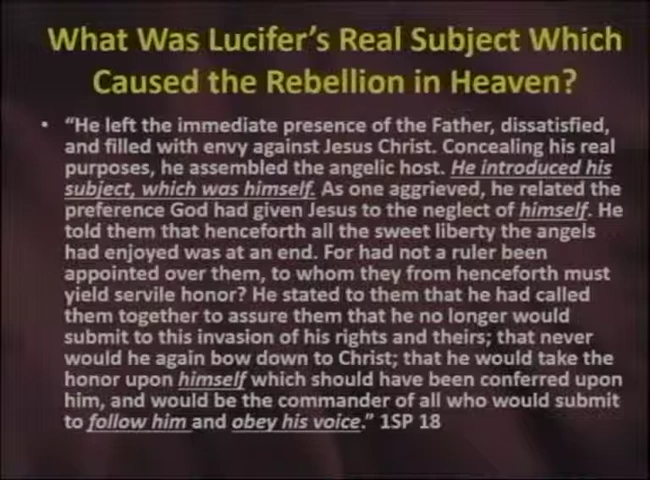 What Was Lucifer's Real Subject Which
Caused the Rebellion in Heaven?
• "He left the immediate presence of the Father, dissatisfied,
and filled with envy against Jesus Christ. Concealing his real
purposes, he assembled the angelic host. He introduced his
subject, which was himself. As one aggrieved, he related the
preference God had given Jesus to the neglect of himself. He
told them that henceforth all the sweet liberty the angels
had enjoyed was at an end. For had not a ruler been
appointed over them, to whom they from henceforth must
yield servile honor? He stated to them that he had called
them together to assure them that he no longer would
submit to this invasion of his rights and theirs; that never
would he again bow down to Christ; that he would take the
honor upon himself which should have been conferred upon
him, and would be the commander of all who would submit
to follow him and obey his voice." 1SP 18